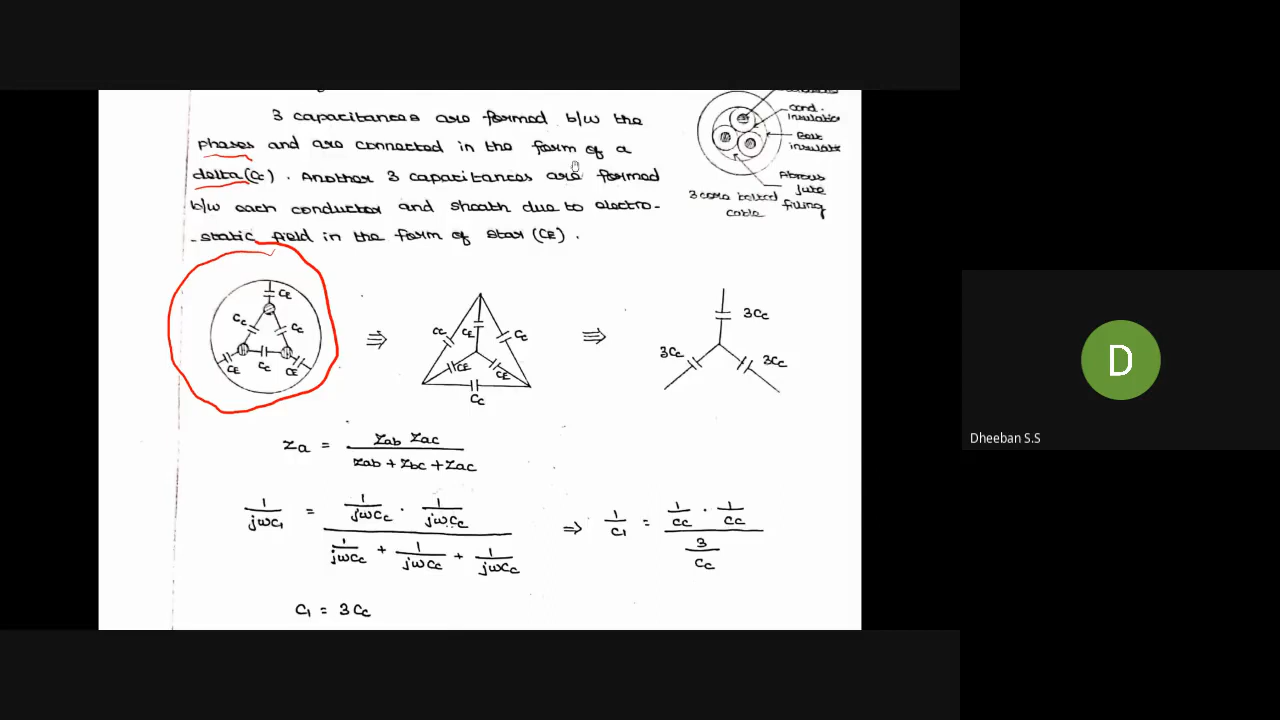 3 capacitances are formed b/w the
phases and are connected in the form of a
delta (Cc). Another 3 capacitances are formed
b/w each conductor and sheath due to electro-
-static field in the form of star (CE).
cond.
insulation
Belt
insulatn
Fibrous
jute
filling
3 core belted
cable
CE
Cc
Cc
Cc
CE
CE
⇒
Cc
CE
Cc
CE
CE
Cc
⇒
3Cc
3Cc
3Cc
Za = Zab Zac / Zab + Zbc + Zac
1/jωC1 = 1/jωCc · 1/jωCc / 1/jωCc + 1/jωCc + 1/jωCc ⇒ 1/C1 = 1/Cc · 1/Cc / 3/Cc
C1 = 3Cc
D
Dheeban S.S